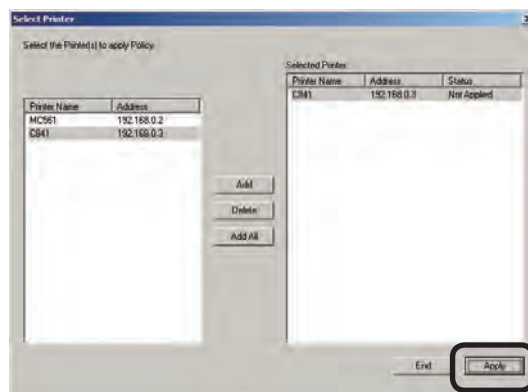 Select Printer
Select the Printer(s) to apply Policy.
Selected Printer
Printer Name Address Status
C941 192.168.0.3 Not Applied
Printer Name Address
MC561 192.168.0.2
C941 192.168.0.3
Add
Delete
Add All
End Apply